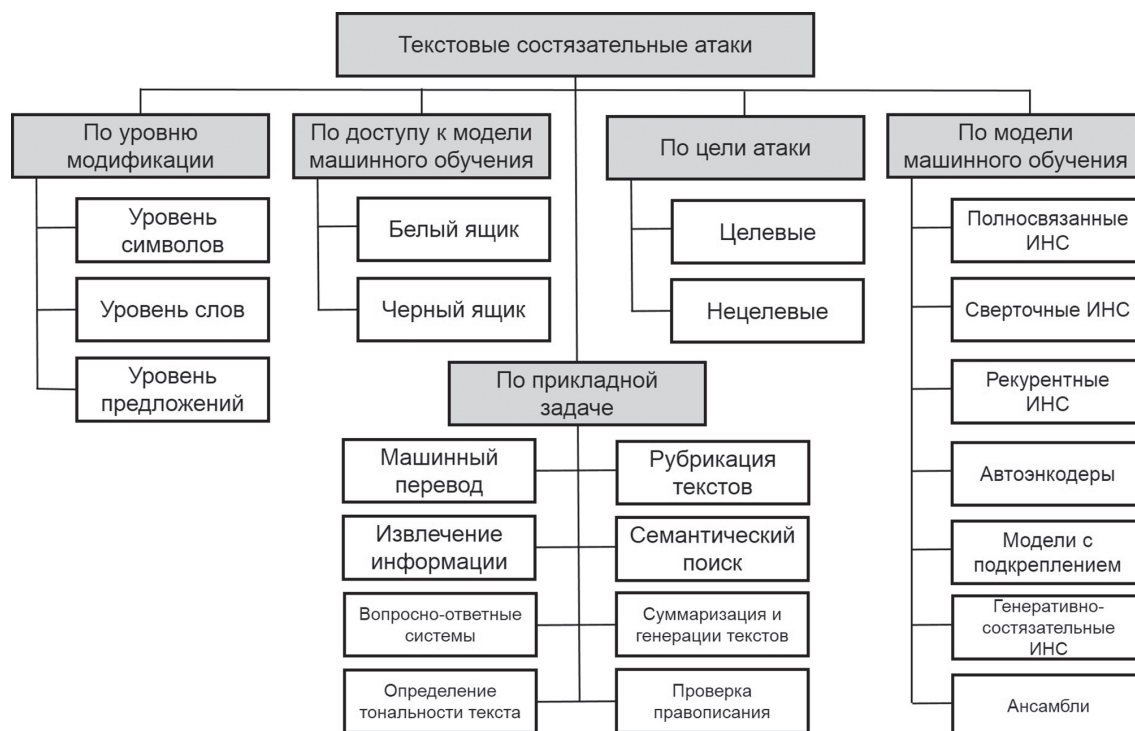 Текстовые состязательные атаки
По уровню
модификации
По доступу к модели
машинного обучения
По цели атаки
По модели
машинного обучения
Уровень
символов
Уровень слов
Уровень
предложений
Белый ящик
Черный ящик
Целевые
Нецелевые
Полносвязанные
ИНС
Сверточные ИНС
Рекурентные
ИНС
Автоэнкодеры
Модели с
подкреплением
Генеративно-
состязательные
ИНС
Ансамбли
По прикладной
задаче
Машинный
перевод
Рубрикация
текстов
Извлечение
информации
Семантический
поиск
Вопросно-ответные
системы
Суммаризация и
генерации текстов
Определение
тональности текста
Проверка
правописания